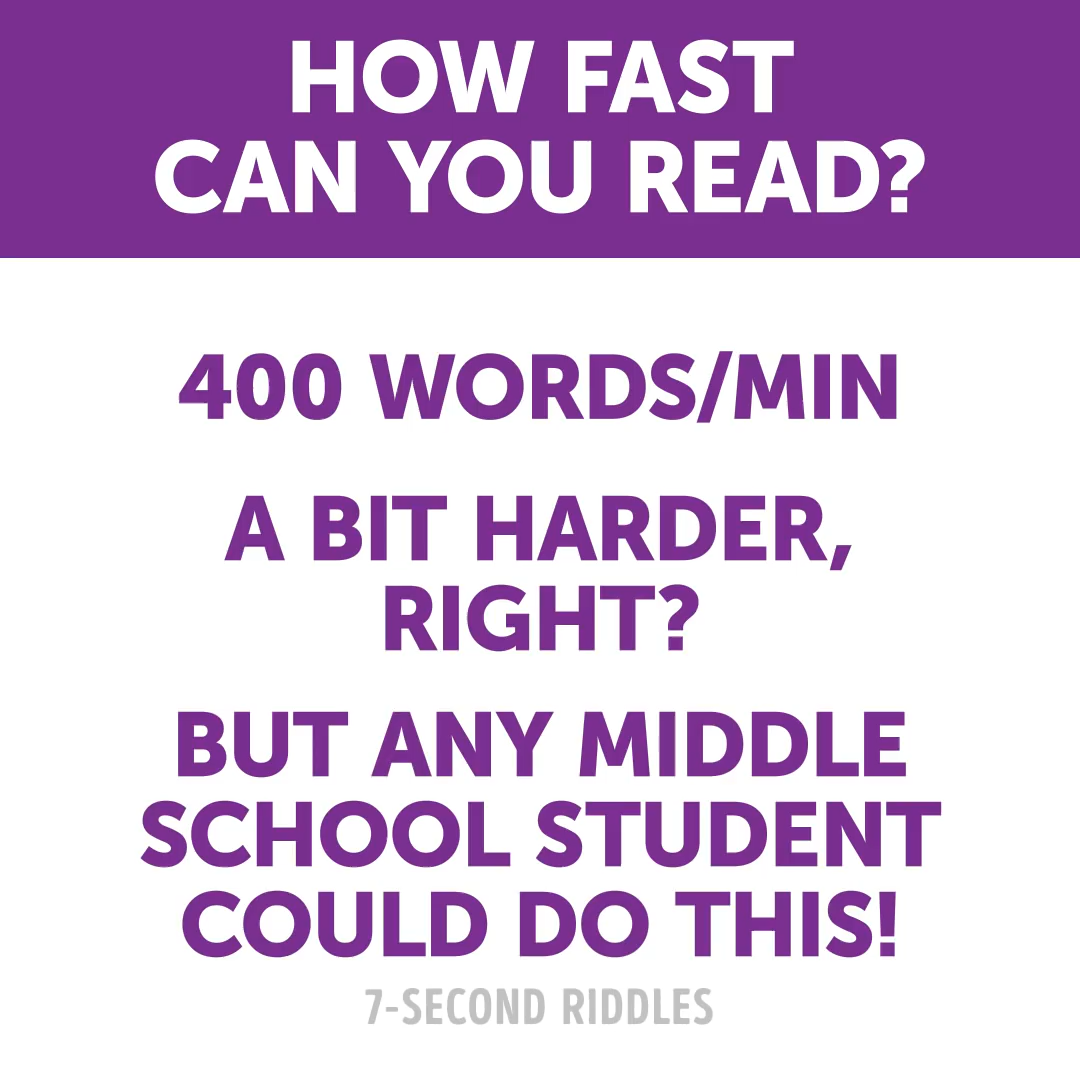 HOW FAST
CAN YOU READ?
400 WORDS/MIN
A BIT HARDER,
RIGHT?
BUT ANY MIDDLE
SCHOOL STUDENT
COULD DO THIS!
7-SECOND RIDDLES